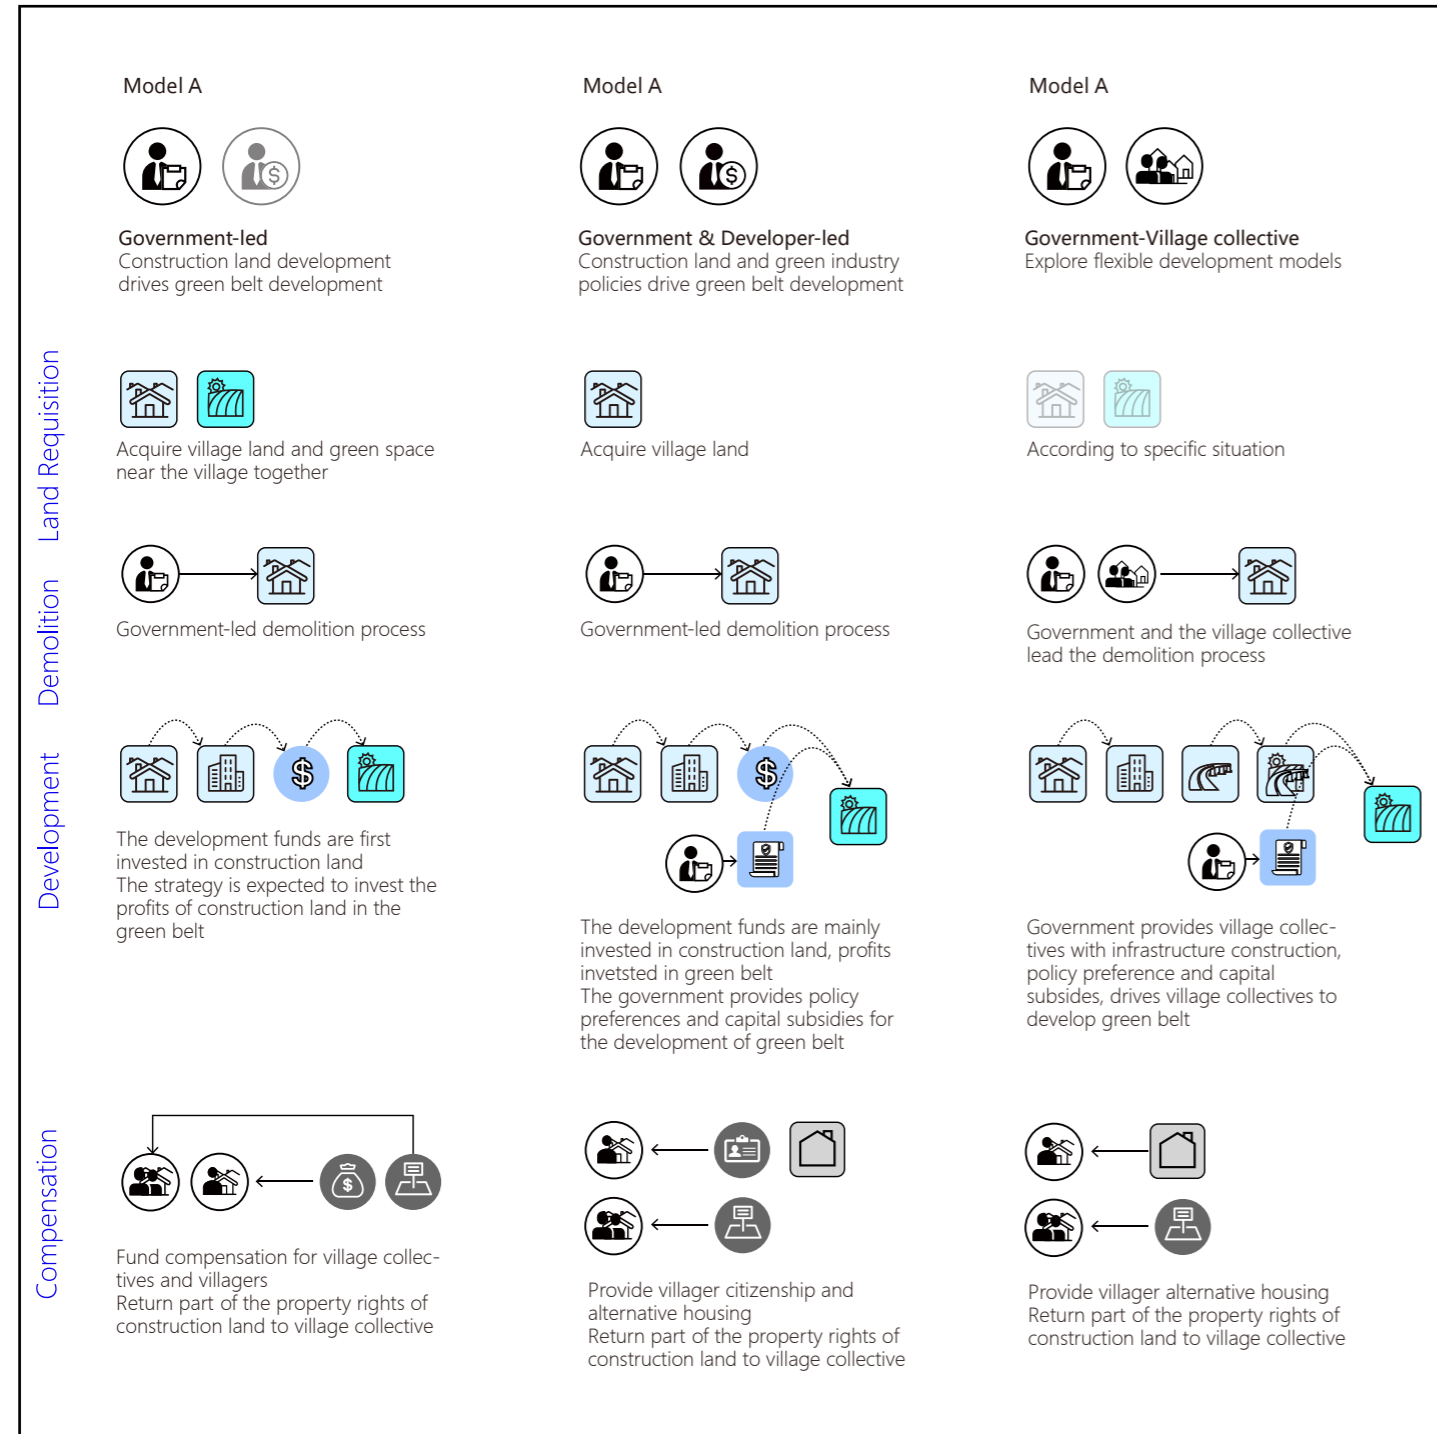 Model A
Model A
Model A
Government-led
Construction land development
drives green belt development
Government & Developer-led
Construction land and green industry
policies drive green belt development
Government-Village collective
Explore flexible development models
Land Requisition
Acquire village land and green space
near the village together
Acquire village land
According to specific situation
Demolition
Government-led demolition process
Government-led demolition process
Government and the village collective
lead the demolition process
Development
The development funds are first
invested in construction land
The strategy is expected to invest the
profits of construction land in the
green belt
The development funds are mainly
invested in construction land, profits
invetsted in green belt
The government provides policy
preferences and capital subsidies for
the development of green belt
Government provides village collec-
tives with infrastructure construction,
policy preference and capital
subsides, drives village collectives to
develop green belt
Compensation
Fund compensation for village collec-
tives and villagers
Return part of the property rights of
construction land to village collective
Provide villager citizenship and
alternative housing
Return part of the property rights of
construction land to village collective
Provide villager alternative housing
Return part of the property rights of
construction land to village collective